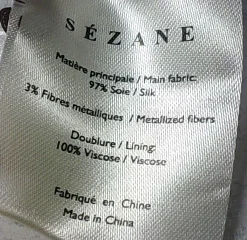 SÉZANE
Matière principale / Main fabric:
97% Soie / Silk
3% Fibres métalliques / Metallized fibers
Doublure / Lining:
100% Viscose / Viscose
Fabriqué en Chine
Made in China